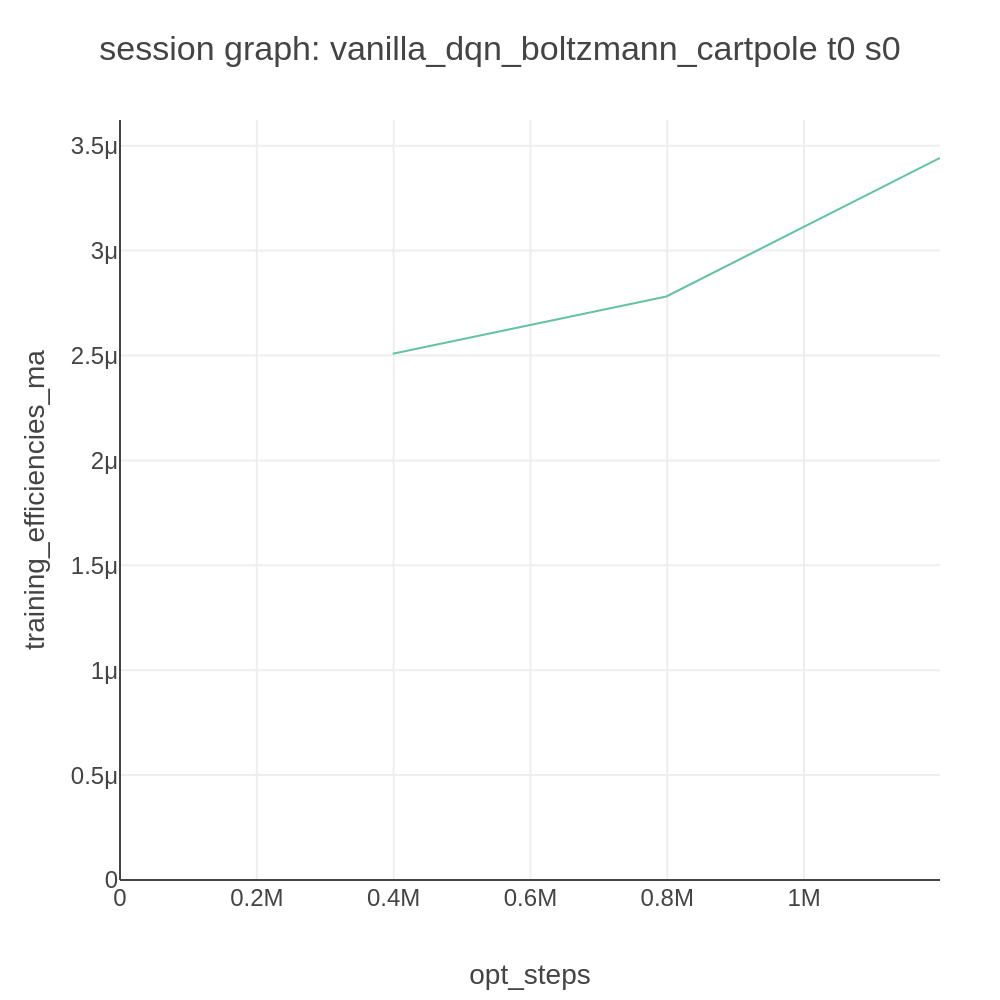 session graph: vanilla_dqn_boltzmann_cartpole t0 s0
3.5μ
3μ
2.5μ
2μ
1.5μ
1μ
0.5μ
0
training_efficiencies_ma
0 0.2M 0.4M 0.6M 0.8M 1M
opt_steps